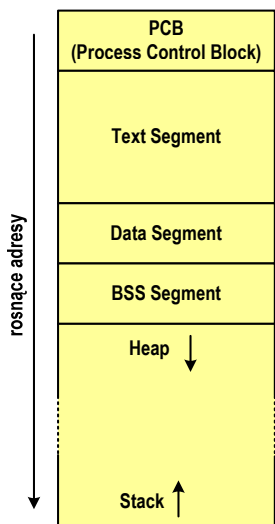 PCB
(Process Control Block)
Text Segment
Data Segment
BSS Segment
Heap
Stack
rosnące adresy